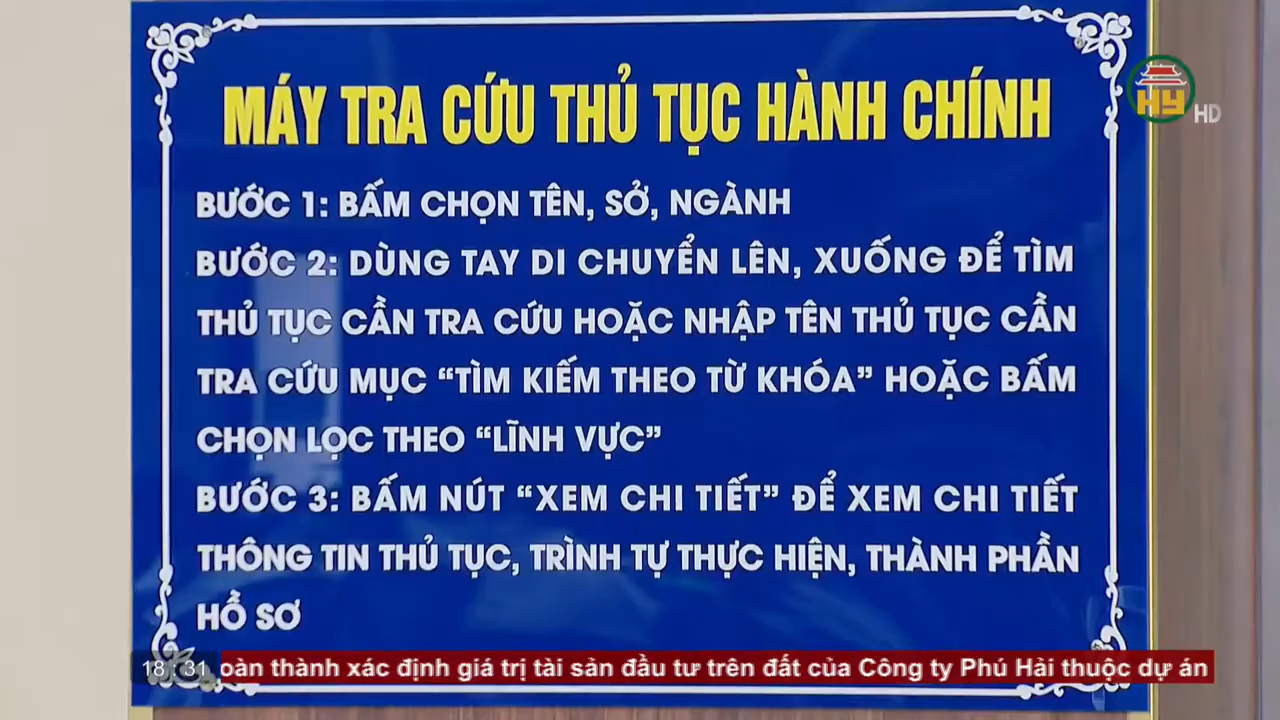 MÁY TRA CỨU THỦ TỤC HÀNH CHÍNH
HY HD
BƯỚC 1: BẤM CHỌN TÊN, SỞ, NGÀNH
BƯỚC 2: DÙNG TAY DI CHUYỂN LÊN, XUỐNG ĐỂ TÌM
THỦ TỤC CẦN TRA CỨU HOẶC NHẬP TÊN THỦ TỤC CẦN
TRA CỨU MỤC “TÌM KIẾM THEO TỪ KHÓA” HOẶC BẤM
CHỌN LỌC THEO “LĨNH VỰC”
BƯỚC 3: BẤM NÚT “XEM CHI TIẾT” ĐỂ XEM CHI TIẾT
THÔNG TIN THỦ TỤC, TRÌNH TỰ THỰC HIỆN, THÀNH PHẦN
HỒ SƠ
18:31 oàn thành xác định giá trị tài sản đầu tư trên đất của Công ty Phú Hải thuộc dự án